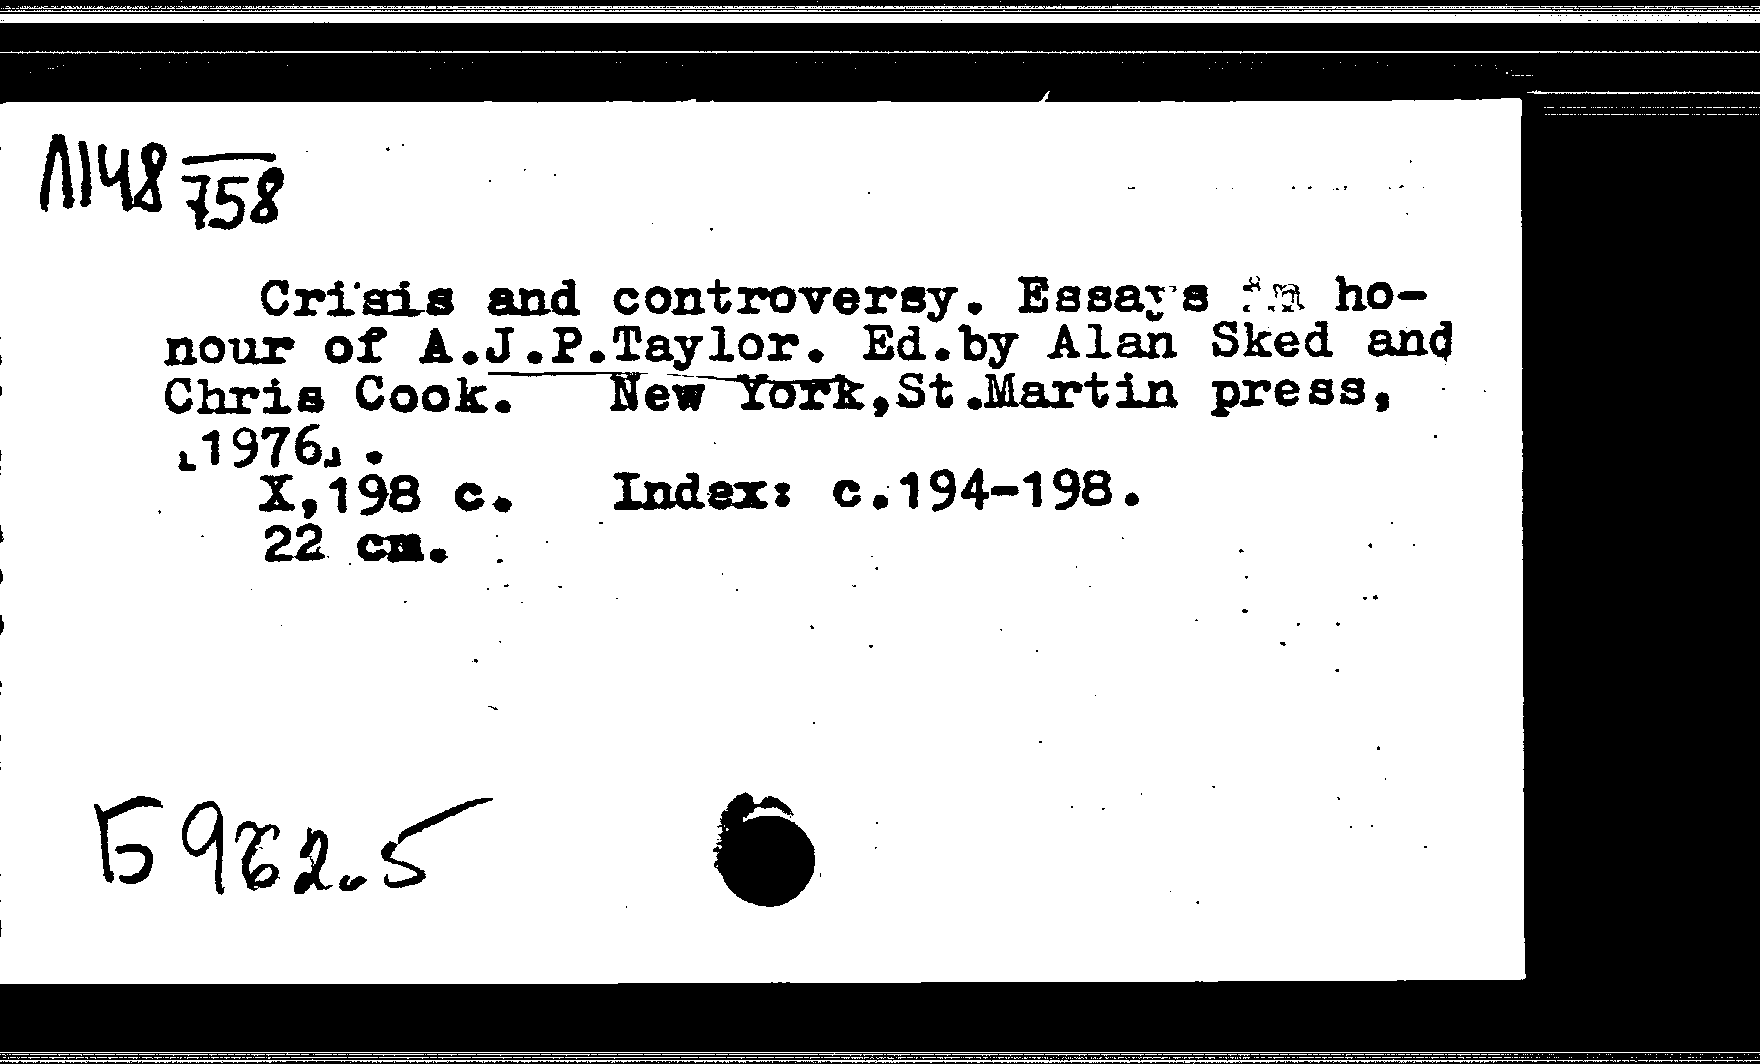 Л148
758
Crisis and controversy. Essays in ho-
nour of A.J.P.Taylor. Ed.by Alan Sked and
Chris Cook. New York,St.Martin press,
⌞1976⌟.
X,198 c. Index: c.194-198.
22 cm.
Б962.5